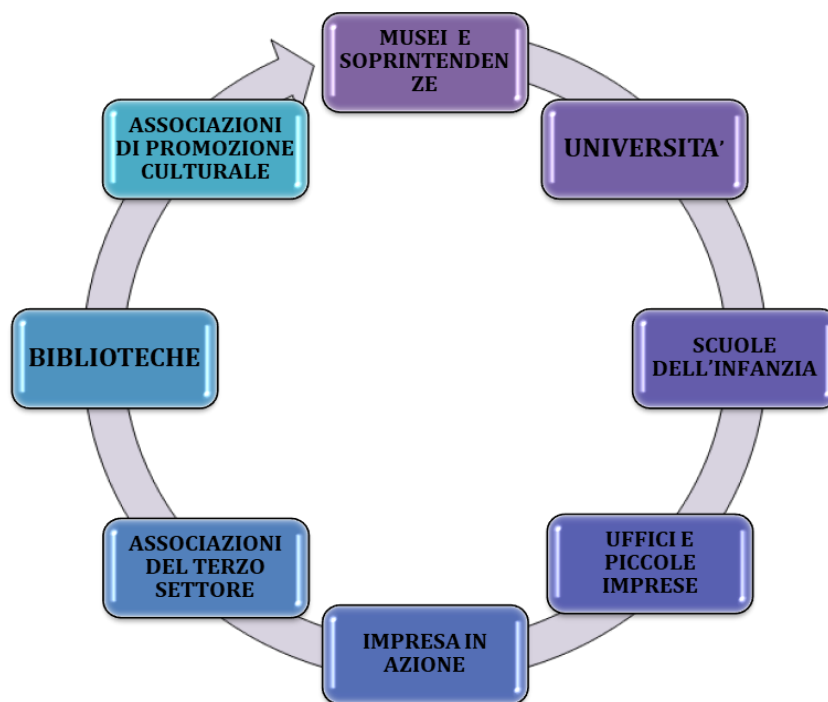 MUSEI E
SOPRINTENDEN
ZE
UNIVERSITA’
SCUOLE
DELL’INFANZIA
UFFICI E
PICCOLE
IMPRESE
IMPRESA IN
AZIONE
ASSOCIAZIONI
DEL TERZO
SETTORE
BIBLIOTECHE
ASSOCIAZIONI
DI PROMOZIONE
CULTURALE